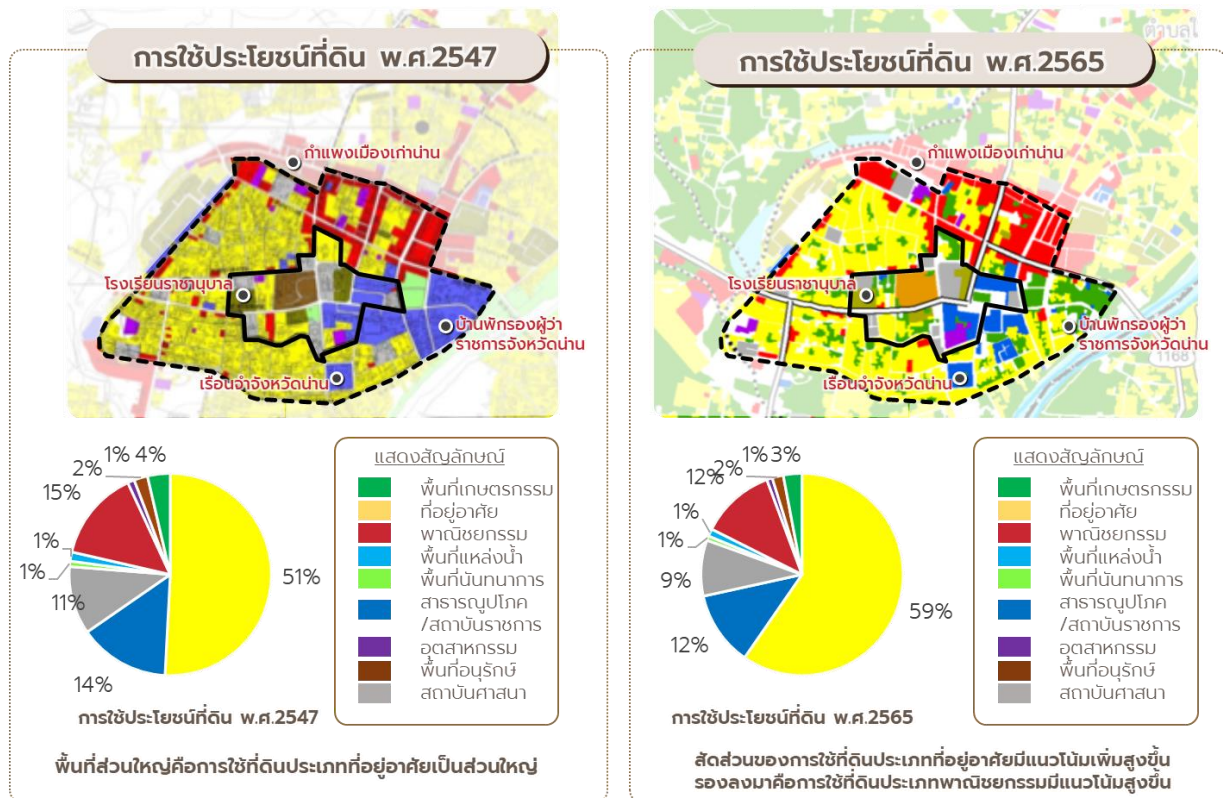 การใช้ประโยชน์ที่ดิน พ.ศ.2547
กำแพงเมืองเก่าน่าน
โรงเรียนราชานุบาล
บ้านพักรองผู้ว่า
ราชการจังหวัดน่าน
เรือนจำจังหวัดน่าน
2%
1%
4%
15%
1%
1%
11%
14%
51%
การใช้ประโยชน์ที่ดิน พ.ศ.2547
แสดงสัญลักษณ์
พื้นที่เกษตรกรรม
ที่อยู่อาศัย
พาณิชยกรรม
พื้นที่แหล่งน้ำ
พื้นที่นันทนาการ
สาธารณูปโภค
/สถาบันราชการ
อุตสาหกรรม
พื้นที่อนุรักษ์
สถาบันศาสนา
พื้นที่ส่วนใหญ่คือการใช้ที่ดินประเภทที่อยู่อาศัยเป็นส่วนใหญ่
การใช้ประโยชน์ที่ดิน พ.ศ.2565
กำแพงเมืองเก่าน่าน
โรงเรียนราชานุบาล
บ้านพักรองผู้ว่า
ราชการจังหวัดน่าน
1168
เรือนจำจังหวัดน่าน
12%
2%
1%
3%
1%
1%
9%
12%
59%
การใช้ประโยชน์ที่ดิน พ.ศ.2565
แสดงสัญลักษณ์
พื้นที่เกษตรกรรม
ที่อยู่อาศัย
พาณิชยกรรม
พื้นที่แหล่งน้ำ
พื้นที่นันทนาการ
สาธารณูปโภค
/สถาบันราชการ
อุตสาหกรรม
พื้นที่อนุรักษ์
สถาบันศาสนา
สัดส่วนของการใช้ที่ดินประเภทที่อยู่อาศัยมีแนวโน้มเพิ่มสูงขึ้น
รองลงมาคือการใช้ที่ดินประเภทพาณิชยกรรมมีแนวโน้มสูงขึ้น